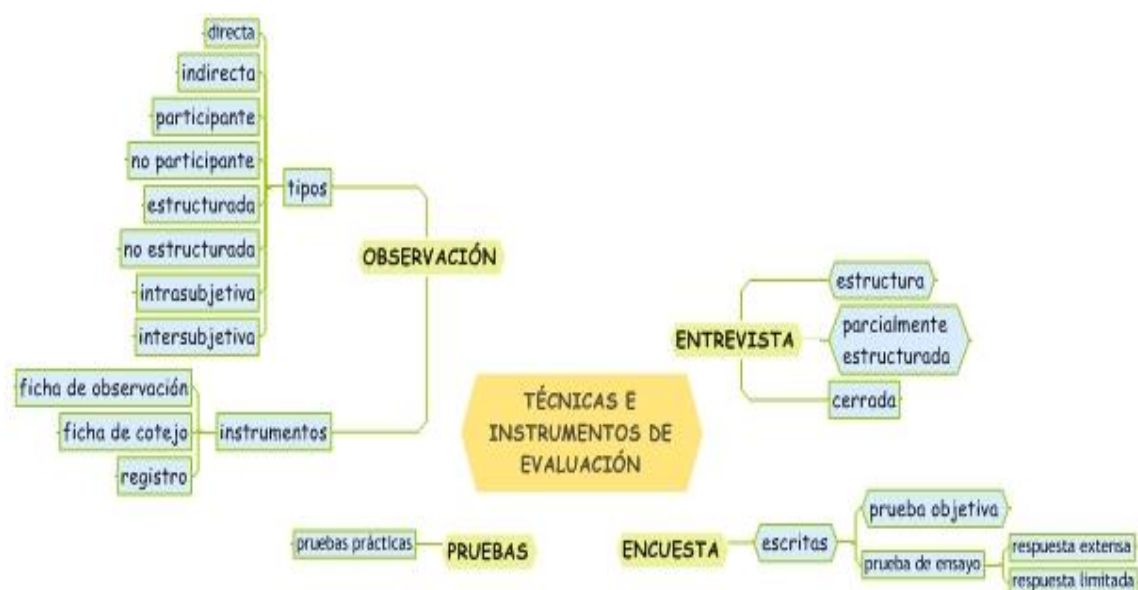 directa
indirecta
participante
no participante
estructurada
no estructurada
intrasubjetiva
intersubjetiva
tipos
OBSERVACIÓN
ficha de observación
ficha de cotejo
registro
instrumentos
TÉCNICAS E
INSTRUMENTOS DE
EVALUACIÓN
ENTREVISTA
estructura
parcialmente
estructurada
cerrada
pruebas prácticas
PRUEBAS
ENCUESTA
escritas
prueba objetiva
prueba de ensayo
respuesta extensa
respuesta limitada